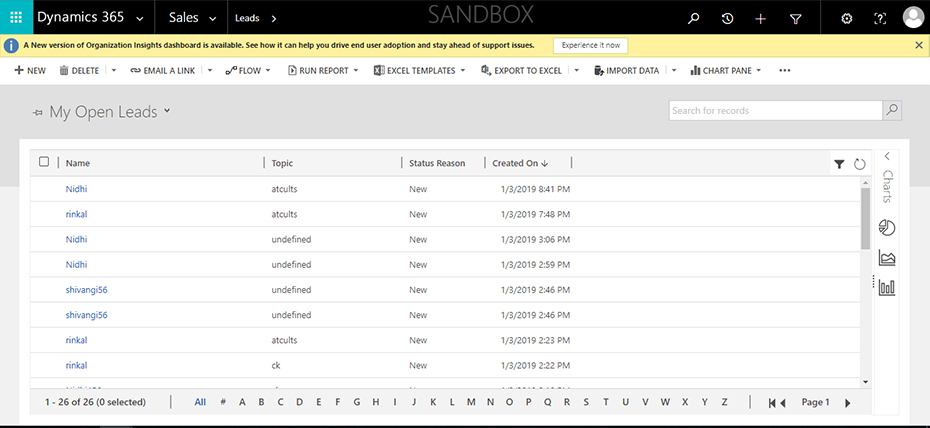 Dynamics 365 Sales Leads SANDBOX
A New version of Organization Insights dashboard is available. See how it can help you drive end user adoption and stay ahead of support issues. Experience it now
NEW DELETE EMAIL A LINK FLOW RUN REPORT EXCEL TEMPLATES EXPORT TO EXCEL IMPORT DATA CHART PANE
My Open Leads Search for records
Name Topic Status Reason Created On
Nidhi atcults New 1/3/2019 8:41 PM
rinkal atcults New 1/3/2019 7:48 PM
Nidhi undefined New 1/3/2019 3:06 PM
Nidhi undefined New 1/3/2019 2:59 PM
shivangi56 undefined New 1/3/2019 2:46 PM
shivangi56 undefined New 1/3/2019 2:46 PM
rinkal atcults New 1/3/2019 2:23 PM
rinkal ck New 1/3/2019 2:22 PM
Charts
1 - 26 of 26 (0 selected) All # A B C D E F G H I J K L M N O P Q R S T U V W X Y Z Page 1